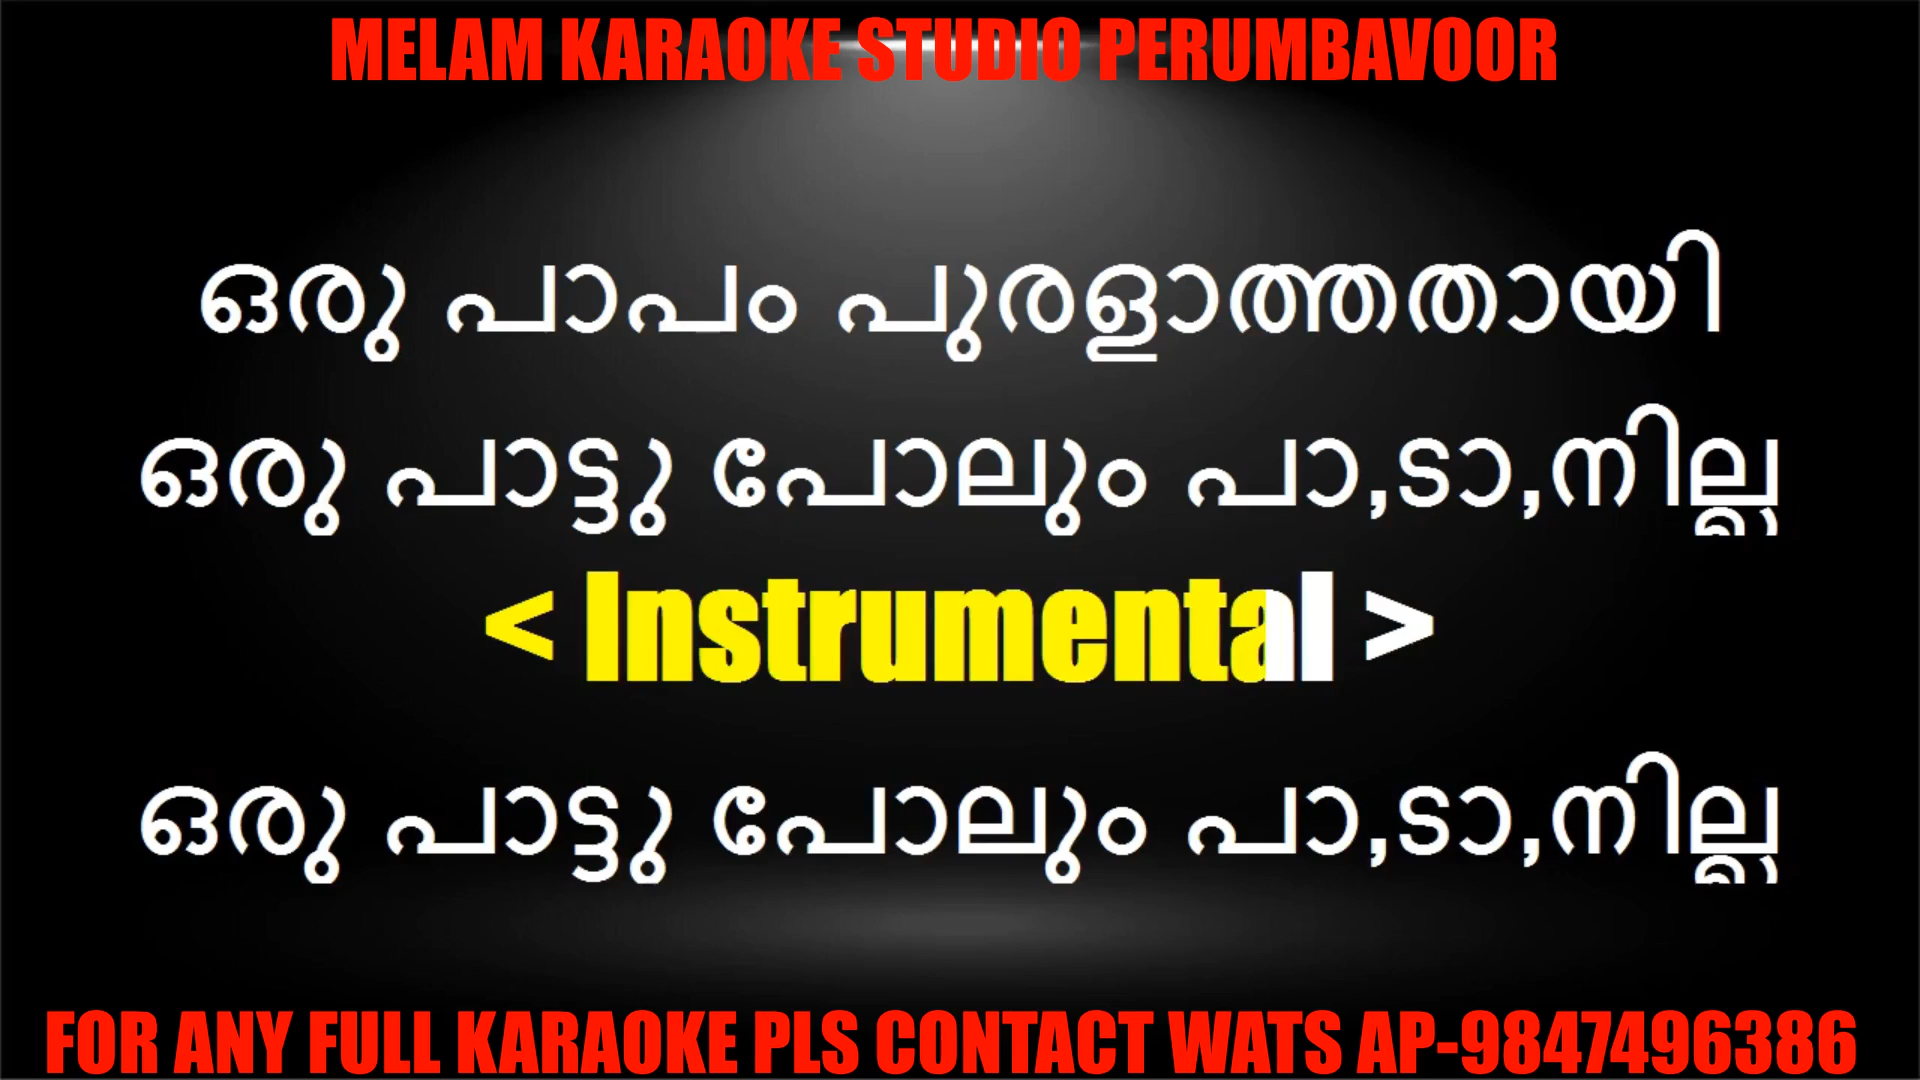 MELAM KARAOKE STUDIO PERUMBAVOOR
ഒരു പാപം പുരളാത്തതായി
ഒരു പാട്ടു പോലും പാ,ടാ,നില്ല
< Instrumental >
ഒരു പാട്ടു പോലും പാ,ടാ,നില്ല
FOR ANY FULL KARAOKE PLS CONTACT WATS AP-9847496386